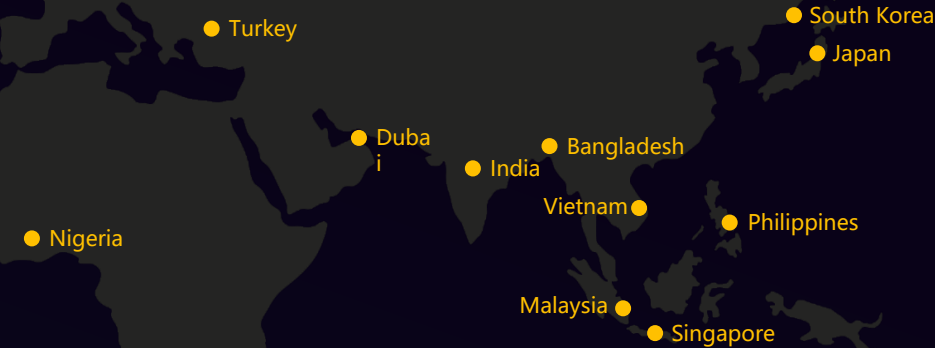 South Korea
Turkey
Japan
Duba
i
Bangladesh
India
Vietnam
Philippines
Nigeria
Malaysia
Singapore